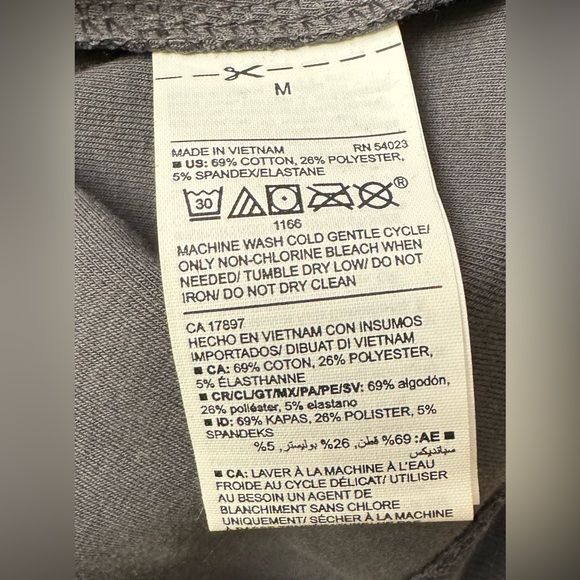 M
MADE IN VIETNAM RN 54023
■ US: 69% COTTON, 26% POLYESTER,
5% SPANDEX/ELASTANE
30 ®
1166
MACHINE WASH COLD GENTLE CYCLE/
ONLY NON-CHLORINE BLEACH WHEN
NEEDED/ TUMBLE DRY LOW/ DO NOT
IRON/ DO NOT DRY CLEAN
CA 17897
HECHO EN VIETNAM CON INSUMOS
IMPORTADOS/ DIBUAT DI VIETNAM
■ CA: 69% COTON, 26% POLYESTER,
5% ÉLASTHANNE
■ CR/CL/GT/MX/PA/PE/SV: 69% algodón,
26% poliéster, 5% elastano
■ ID: 69% KAPAS, 26% POLISTER, 5%
SPANDEKS
■ AE: 69% قطن, 26% بوليستر, 5%
سباندیکس
■ CA: LAVER À LA MACHINE À L'EAU
FROIDE AU CYCLE DÉLICAT/ UTILISER
AU BESOIN UN AGENT DE
BLANCHIMENT SANS CHLORE
UNIQUEMENT/ SÉCHER À LA MACHINE